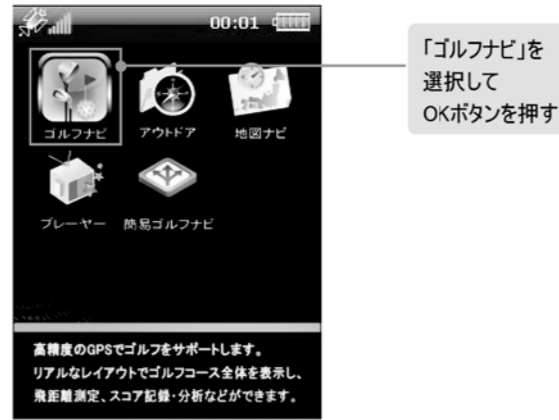 00:01
「ゴルフナビ」を
選択して
OKボタンを押す
ゴルフナビ
アウトドア
地図ナビ
プレーヤー
簡易ゴルフナビ
高精度のGPSでゴルフをサポートします。
リアルなレイアウトでゴルフコース全体を表示し、
飛距離測定、スコア記録・分析などができます。